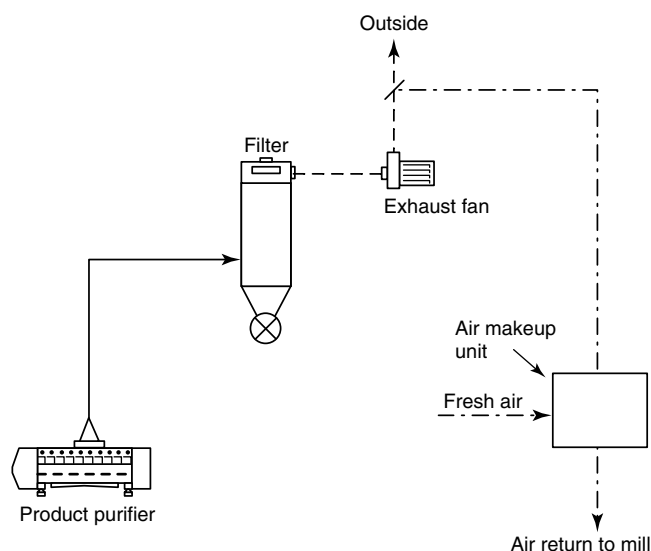 Outside
Filter
Exhaust fan
Air makeup
unit
Fresh air
Product purifier
Air return to mill